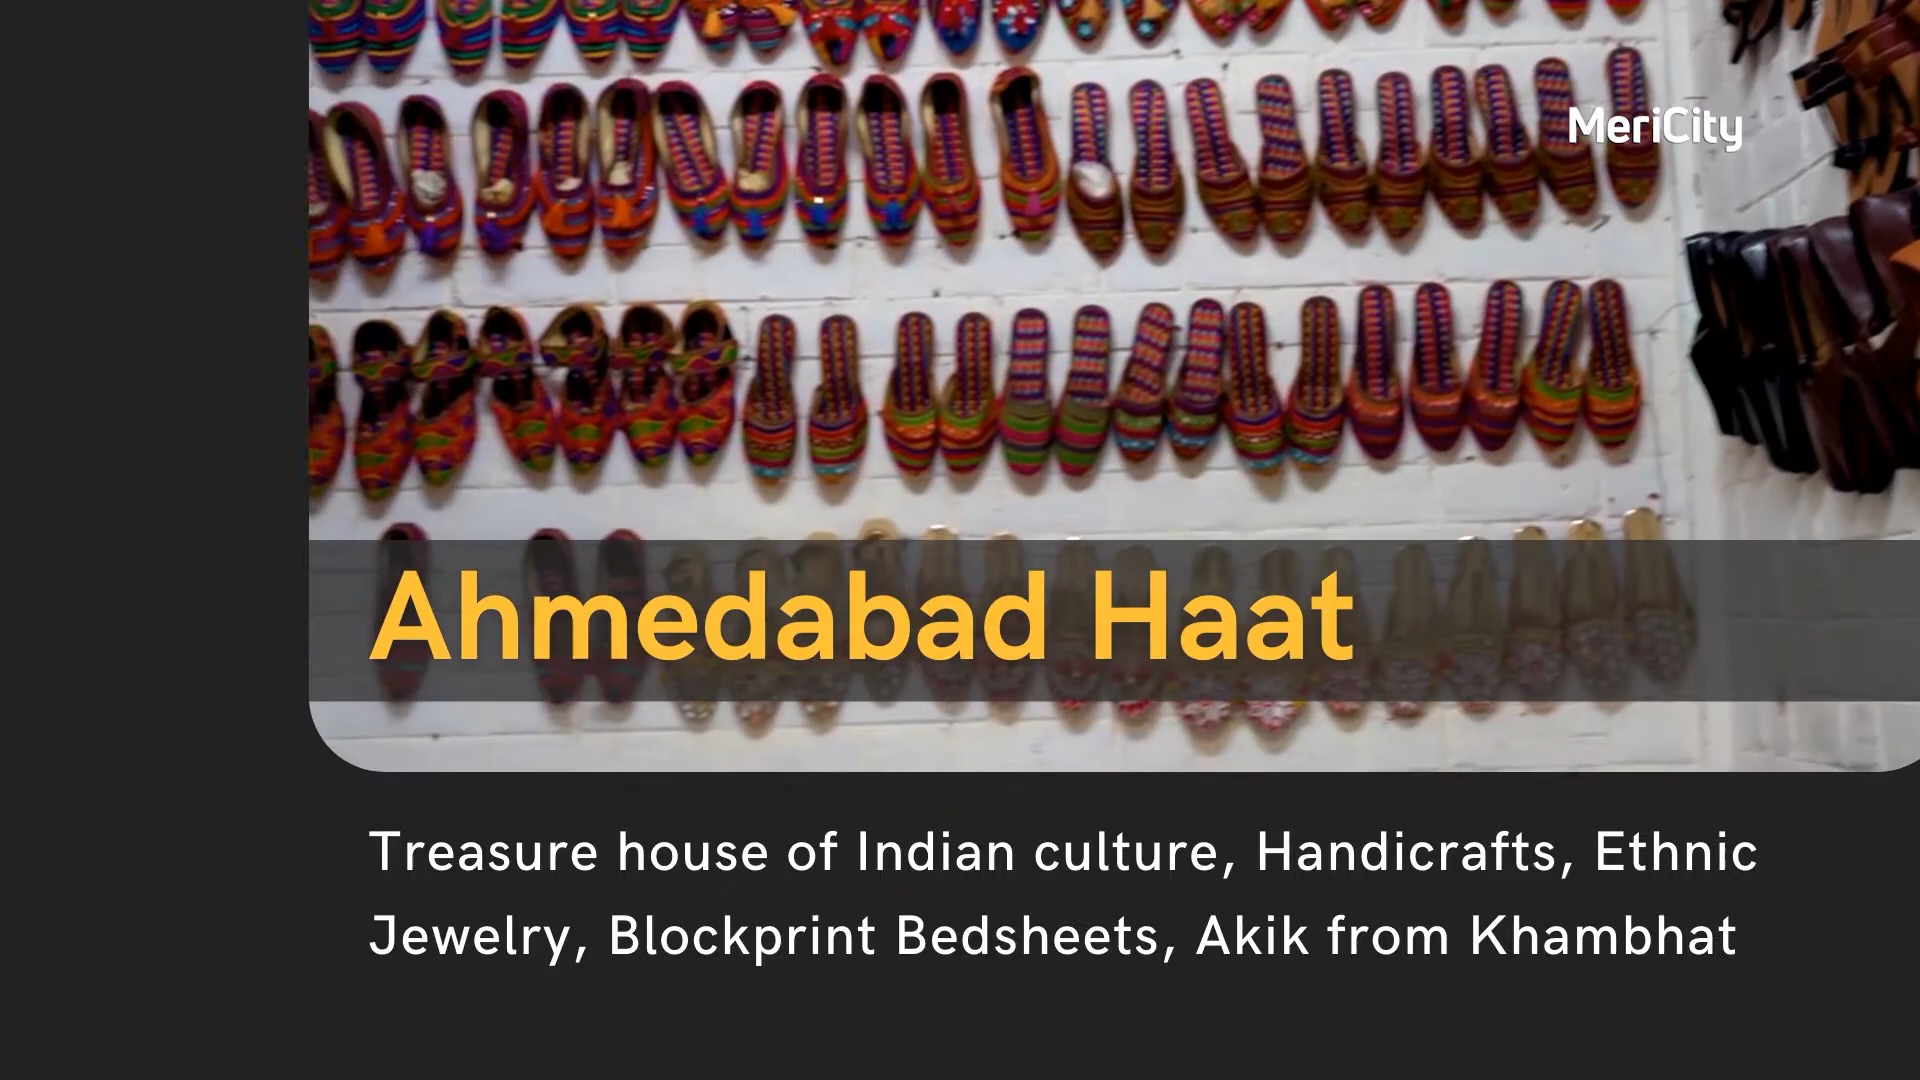 MeriCity
Ahmedabad Haat
Treasure house of Indian culture, Handicrafts, Ethnic
Jewelry, Blockprint Bedsheets, Akik from Khambhat